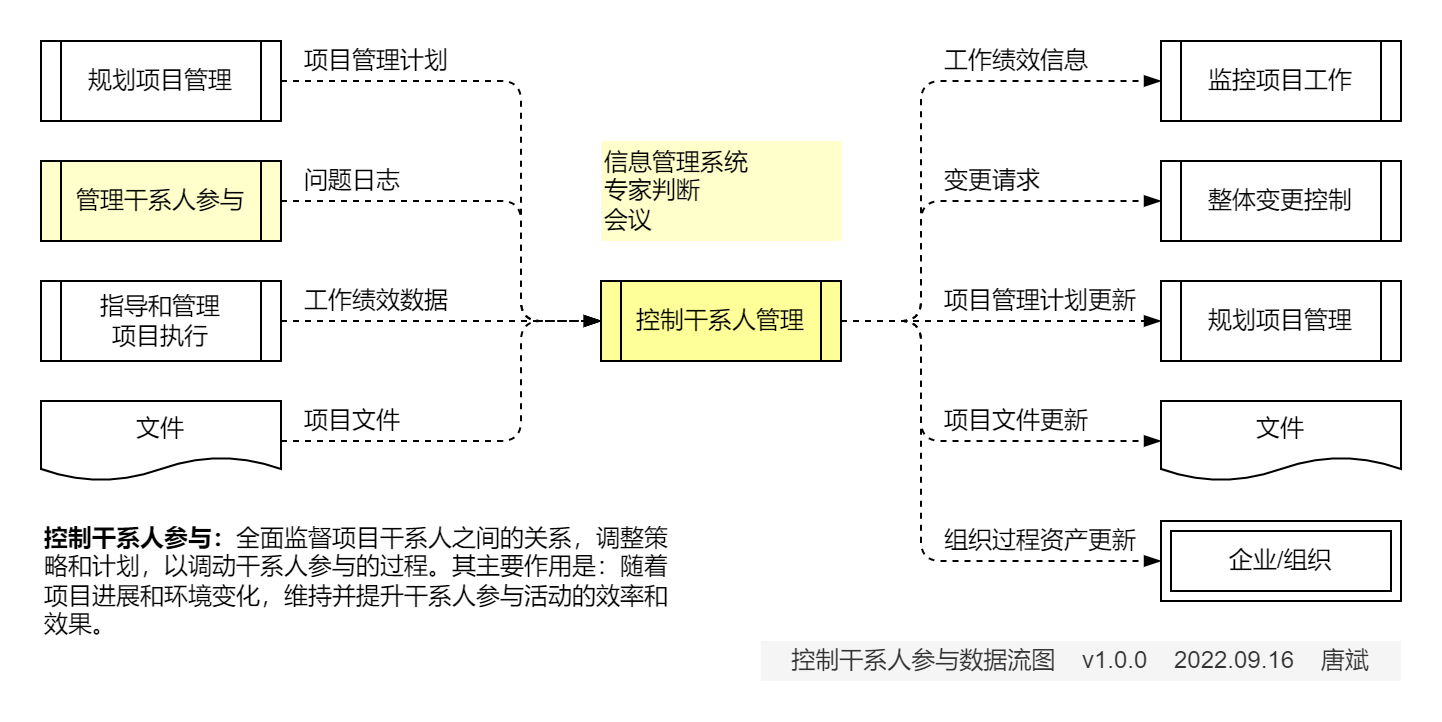 规划项目管理
项目管理计划
管理干系人参与
问题日志
指导和管理
项目执行
工作绩效数据
文件
项目文件
信息管理系统
专家判断
会议
控制干系人管理
工作绩效信息
监控项目工作
变更请求
整体变更控制
项目管理计划更新
规划项目管理
项目文件更新
文件
组织过程资产更新
企业/组织
控制干系人参与：全面监督项目干系人之间的关系，调整策
略和计划，以调动干系人参与的过程。其主要作用是：随着
项目进展和环境变化，维持并提升干系人参与活动的效率和
效果。
控制干系人参与数据流图 v1.0.0 2022.09.16 唐斌